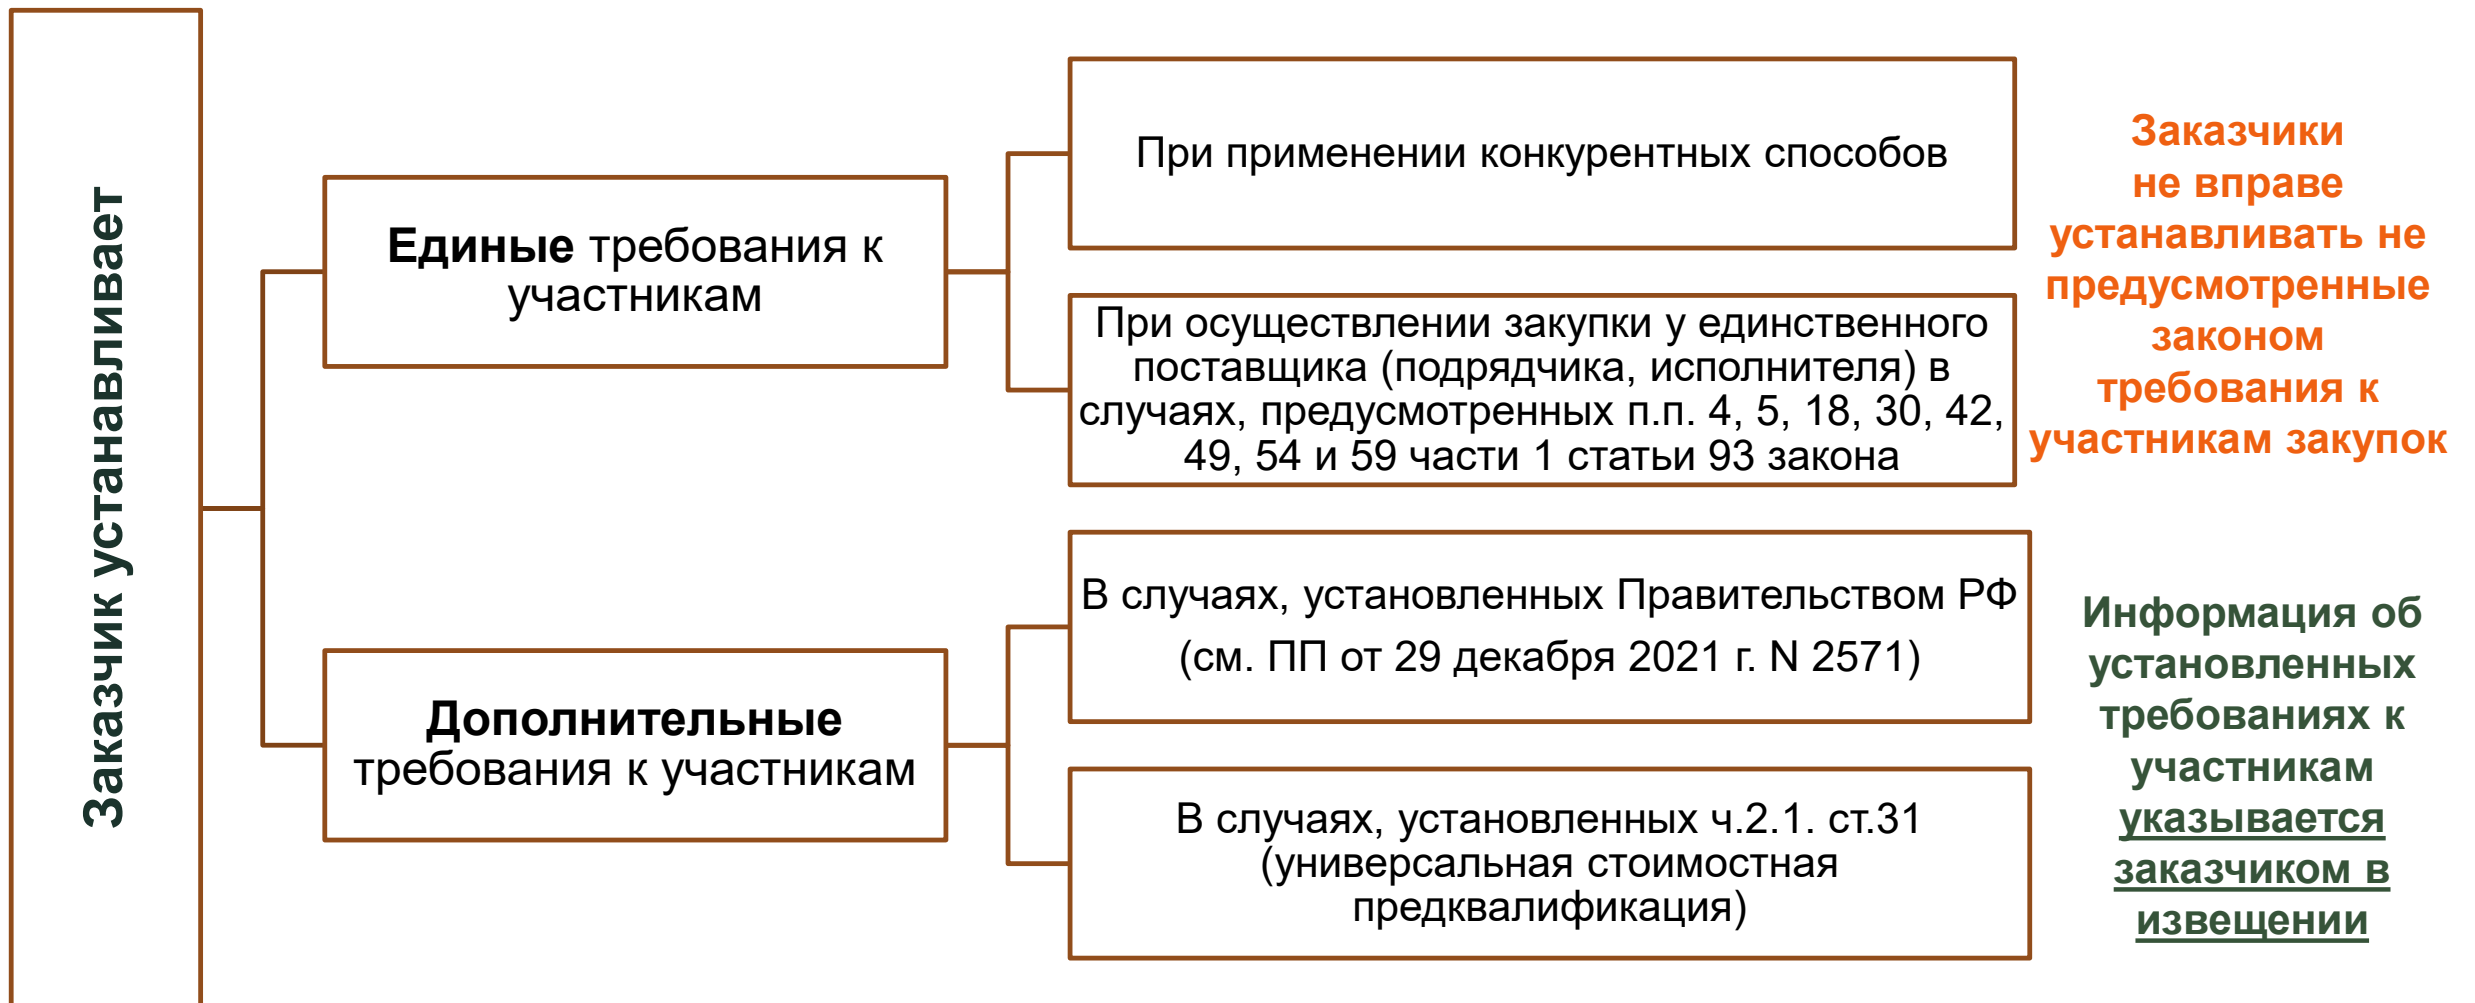 Заказчик устанавливает
Единые требования к
участникам
При применении конкурентных способов
При осуществлении закупки у единственного
поставщика (подрядчика, исполнителя) в
случаях, предусмотренных п.п. 4, 5, 18, 30, 42,
49, 54 и 59 части 1 статьи 93 закона
Заказчики
не вправе
устанавливать не
предусмотренные
законом
требования к
участникам закупок
Дополнительные
требования к участникам
В случаях, установленных Правительством РФ
(см. ПП от 29 декабря 2021 г. N 2571)
В случаях, установленных ч.2.1. ст.31
(универсальная стоимостная
предквалификация)
Информация об
установленных
требованиях к
участникам
указывается
заказчиком в
извещении